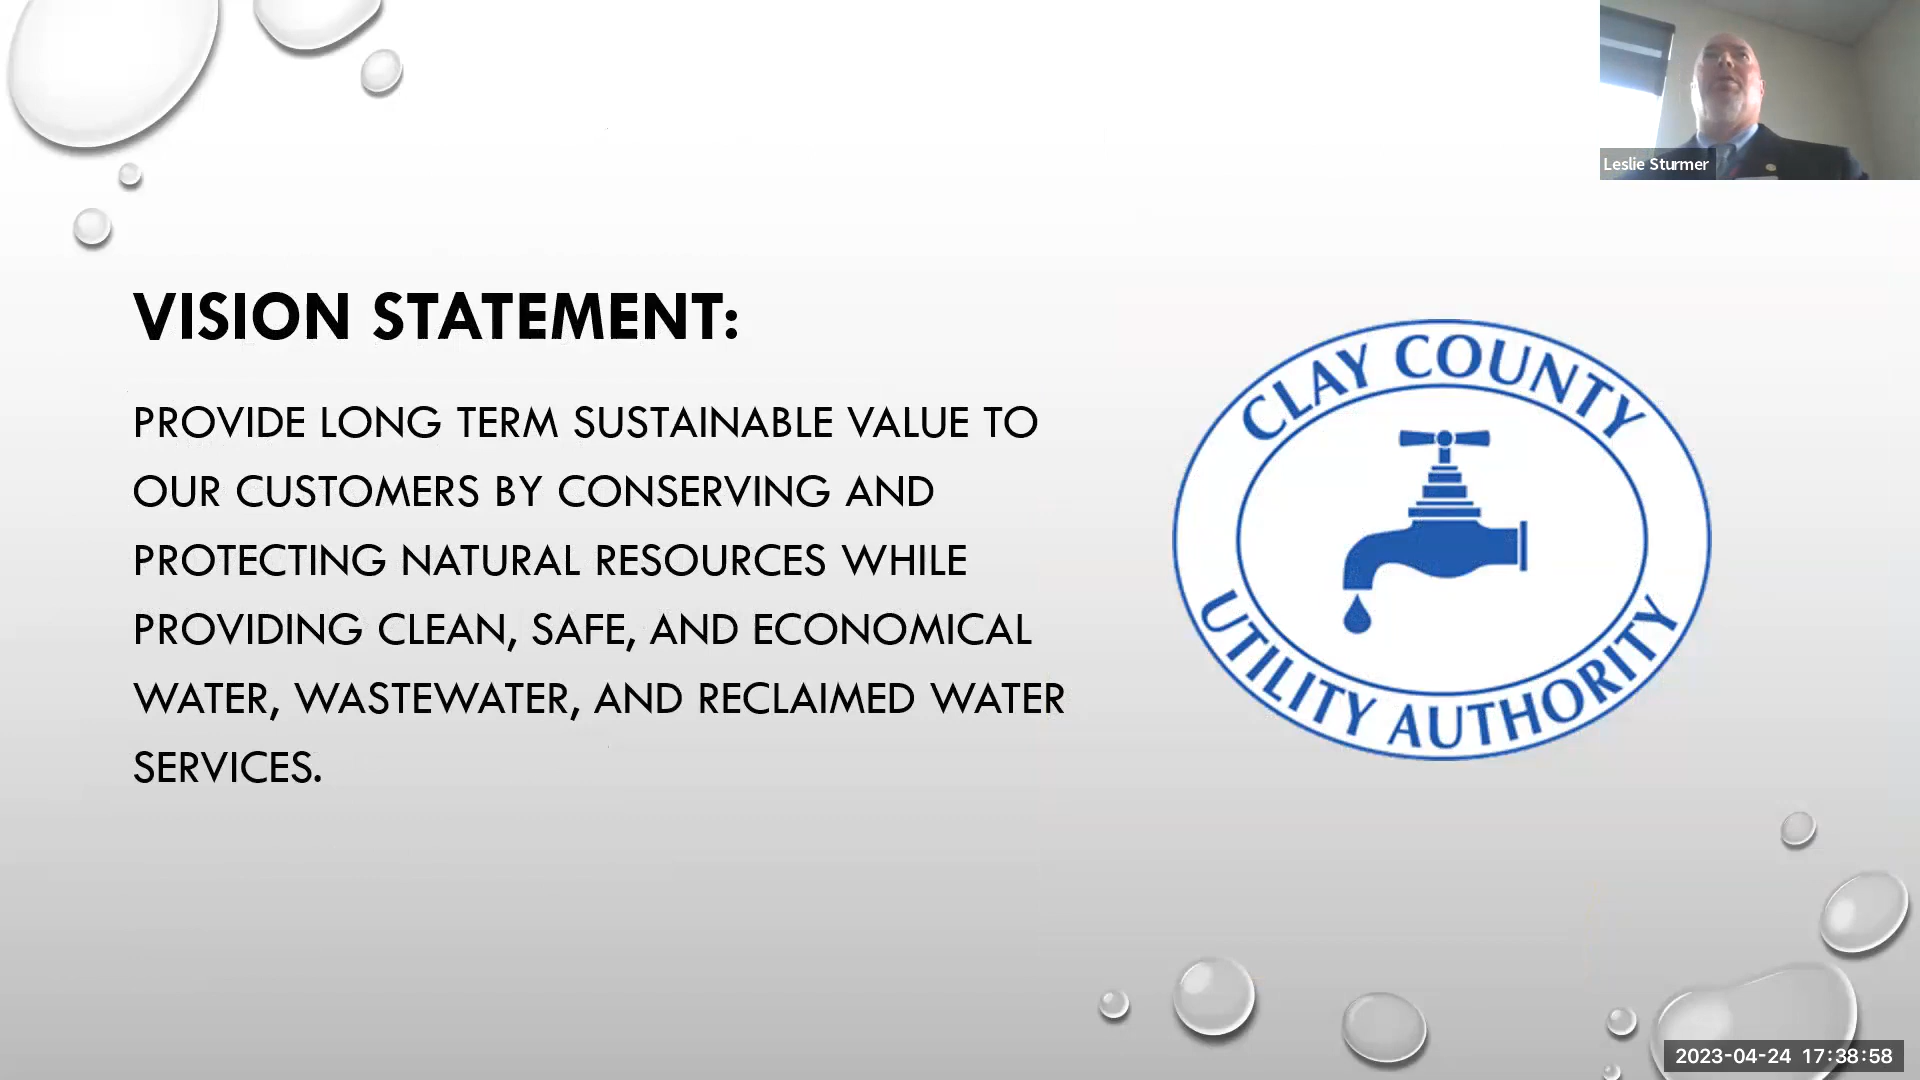 Leslie Sturmer
VISION STATEMENT:
PROVIDE LONG TERM SUSTAINABLE VALUE TO
OUR CUSTOMERS BY CONSERVING AND
PROTECTING NATURAL RESOURCES WHILE
PROVIDING CLEAN, SAFE, AND ECONOMICAL
WATER, WASTEWATER, AND RECLAIMED WATER
SERVICES.
CLAY COUNTY
UTILITY AUTHORITY
2023-04-24 17:38:58